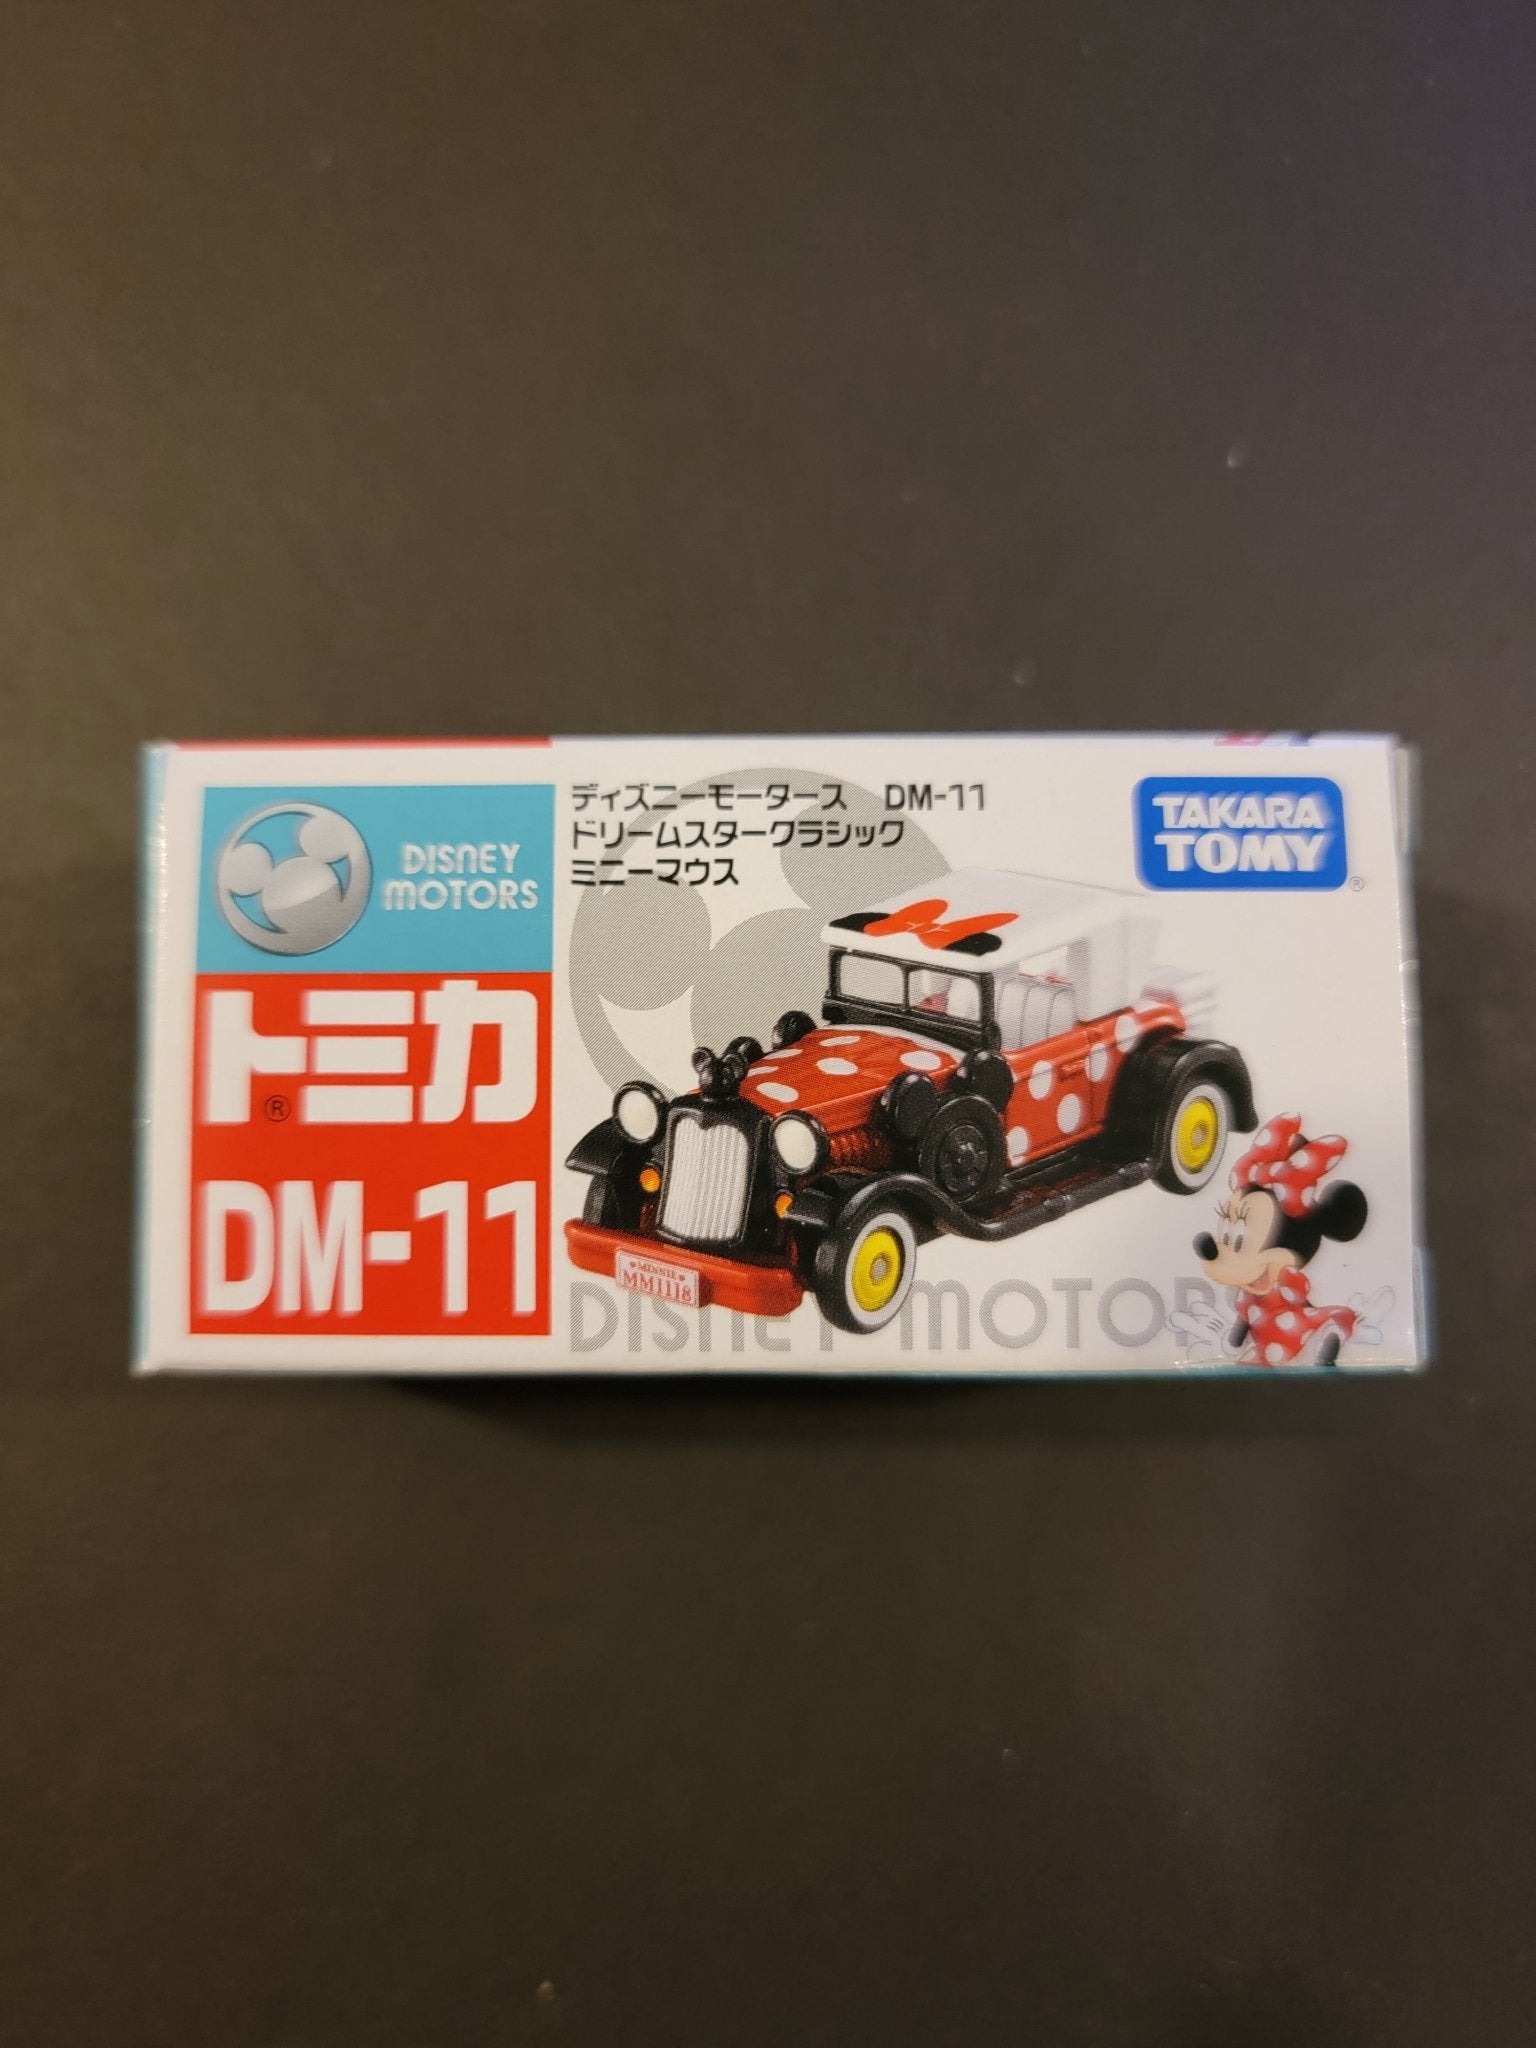 DISNEY
MOTORS
トミカ
®
DM-11
ディズニーモータース DM-11
ドリームスタークラシック
ミニーマウス
TAKARA
TOMY
®
MINNIE
MM1118
DISNEY MOTORS